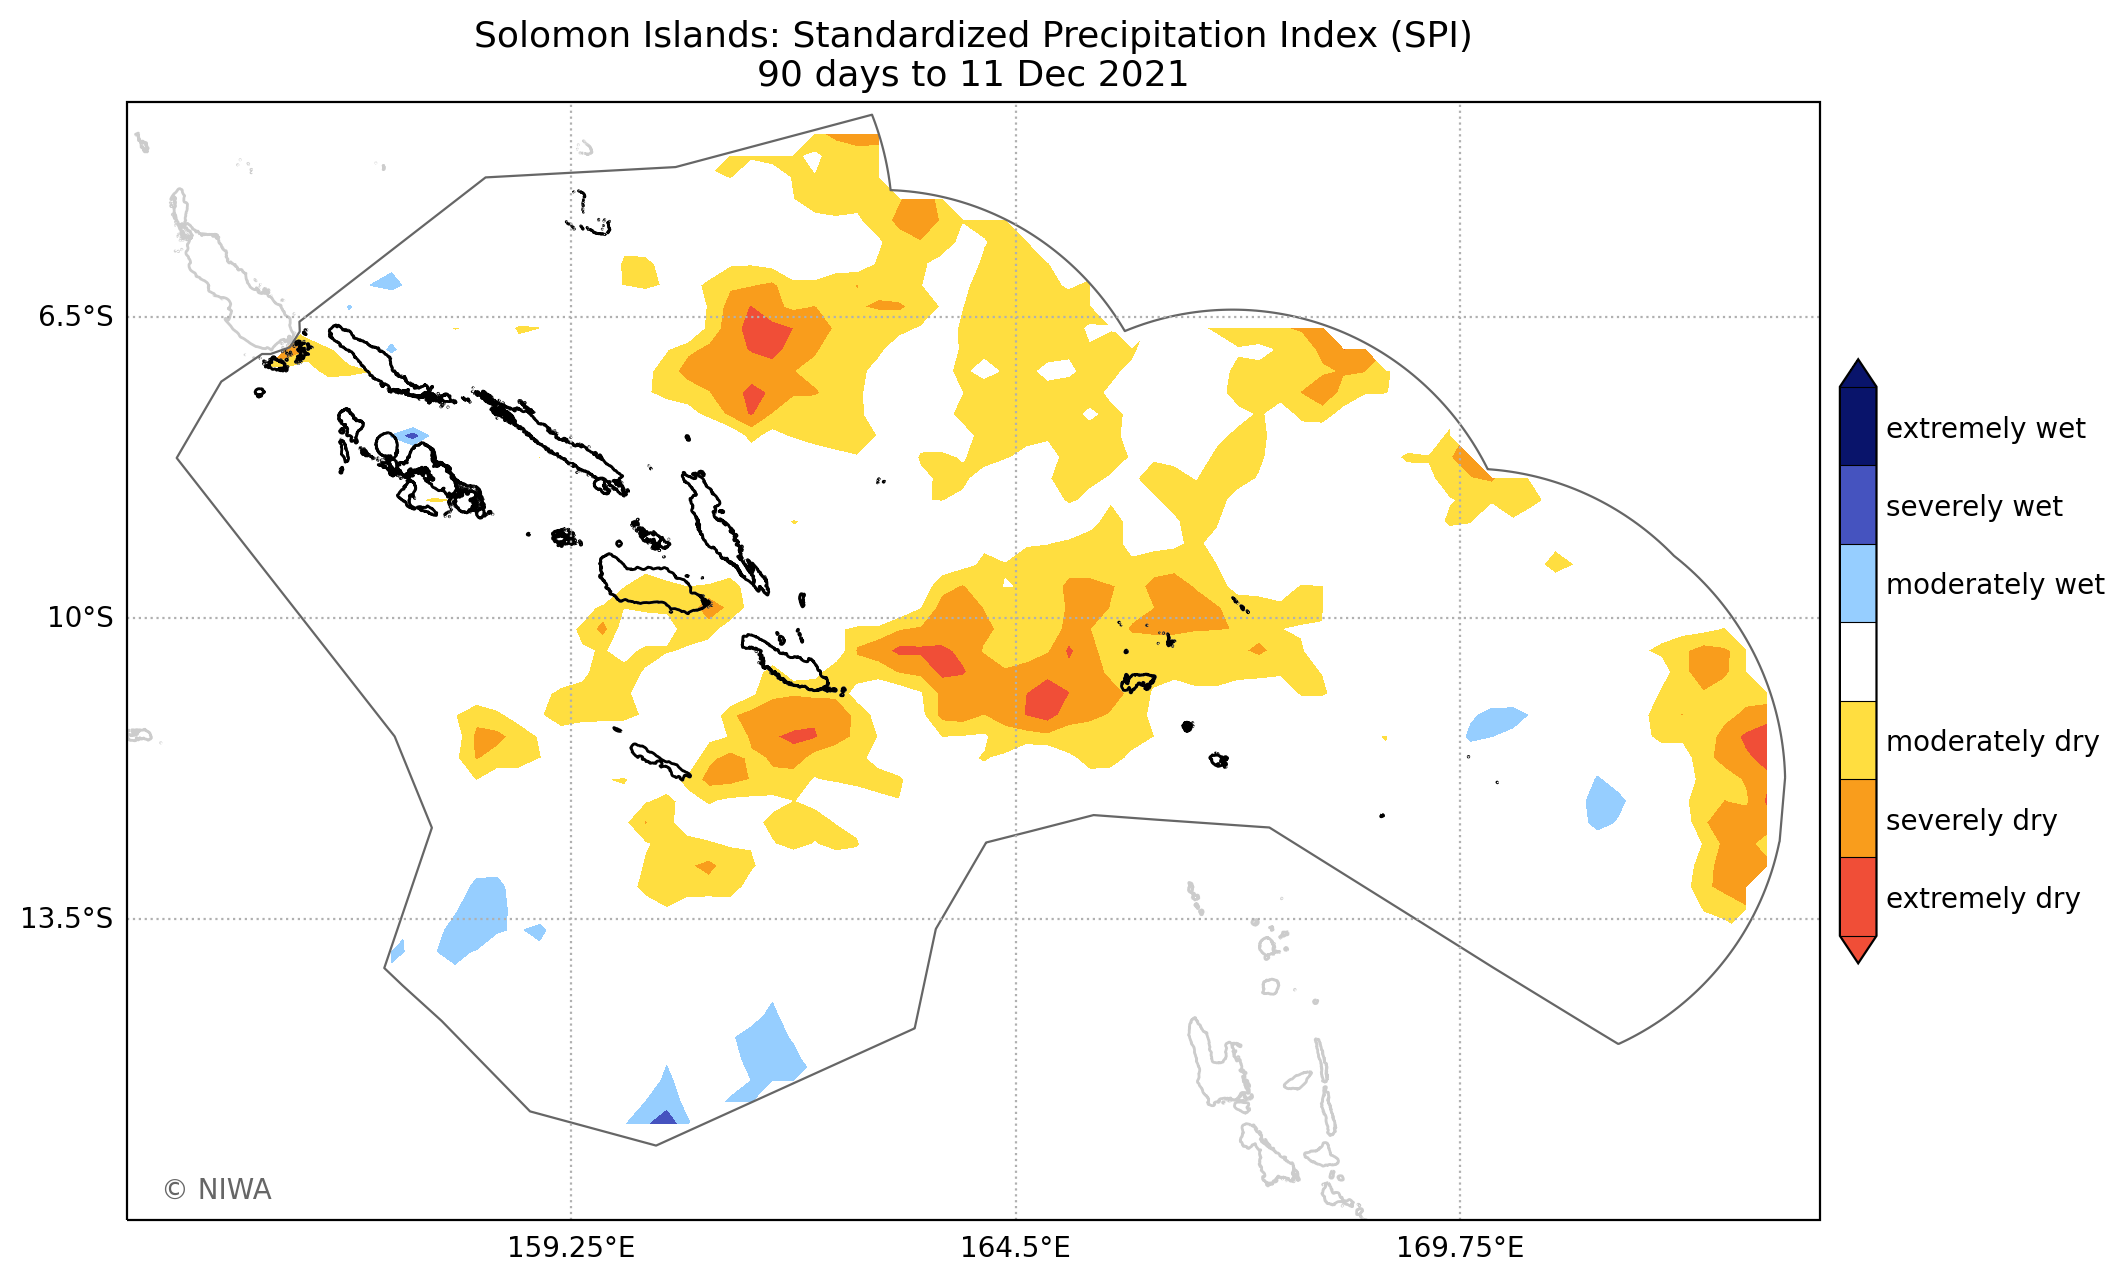 Solomon Islands: Standardized Precipitation Index (SPI)
90 days to 11 Dec 2021
6.5°S
10°S
13.5°S
159.25°E
164.5°E
169.75°E
extremely wet
severely wet
moderately wet
moderately dry
severely dry
extremely dry
© NIWA